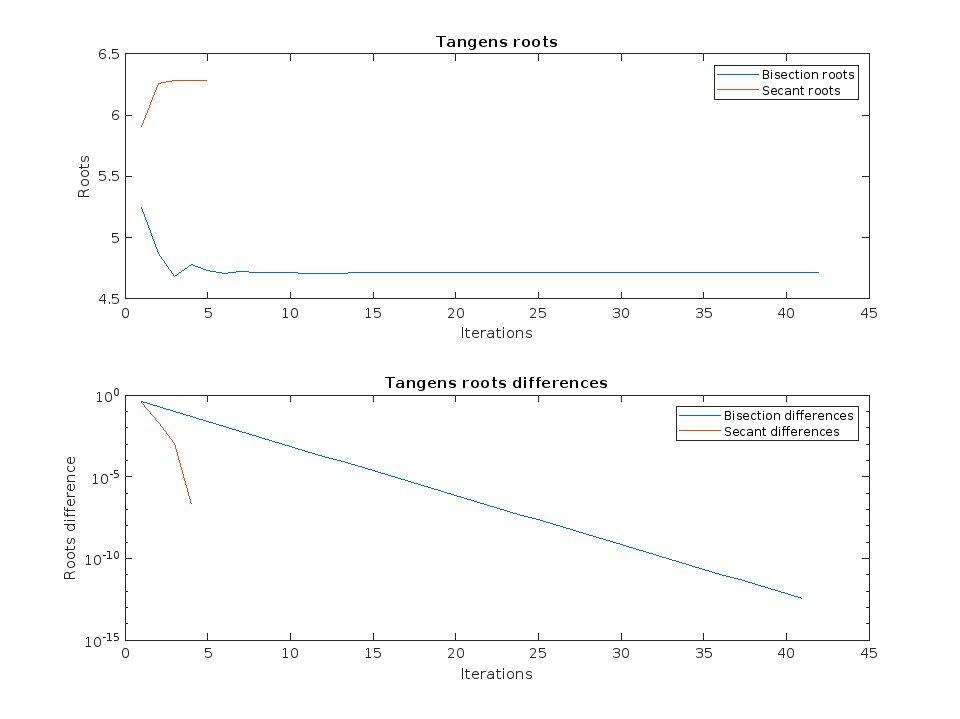 Tangens roots
6.5
6
5.5
5
4.5
Roots
Bisection roots
Secant roots
0 5 10 15 20 25 30 35 40 45
Iterations
Tangens roots differences
10^0
10^-5
10^-10
10^-15
Roots difference
Bisection differences
Secant differences
0 5 10 15 20 25 30 35 40 45
Iterations